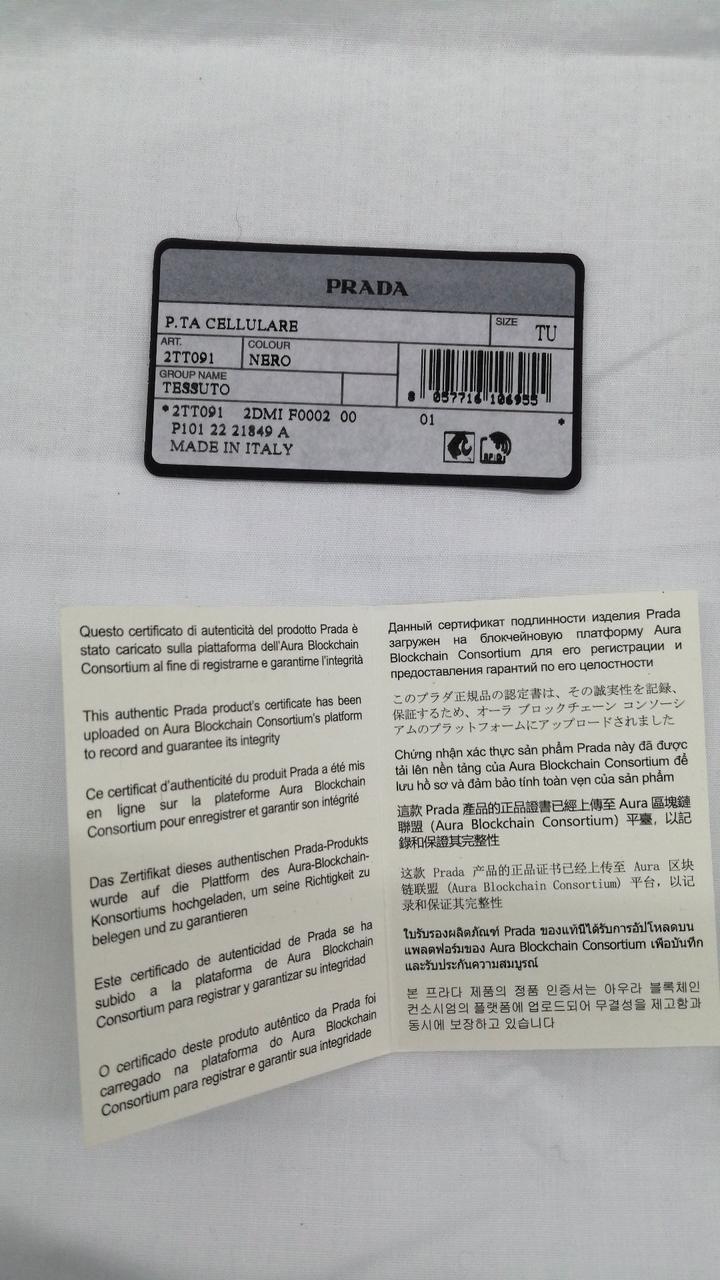 PRADA
P.TA CELLULARE
SIZE
TU
ART.
2TT091
COLOUR
NERO
GROUP NAME
TESSUTO
8 057716 106955
*2TT091 2DMI F0002 00 01 *
P101 22 21849 A
MADE IN ITALY
RFID
Questo certificato di autenticità del prodotto Prada è
stato caricato sulla piattaforma dell'Aura Blockchain
Consortium al fine di registrarne e garantirne l'integrità
This authentic Prada product's certificate has been
uploaded on Aura Blockchain Consortium's platform
to record and guarantee its integrity
Ce certificat d'authenticité du produit Prada a été mis
en ligne sur la plateforme Aura Blockchain
Consortium pour enregistrer et garantir son intégrité
Das Zertifikat dieses authentischen Prada-Produkts
wurde auf die Plattform des Aura-Blockchain-
Konsortiums hochgeladen, um seine Richtigkeit zu
belegen und zu garantieren
Este certificado de autenticidad de Prada se ha
subido a la plataforma de Aura Blockchain
Consortium para registrar y garantizar su integridad
O certificado deste produto autêntico da Prada foi
carregado na plataforma do Aura Blockchain
Consortium para registrar e garantir sua integridade
Данный сертификат подлинности изделия Prada
загружен на блокчейновую платформу Aura
Blockchain Consortium для его регистрации и
предоставления гарантий по его целостности
このプラダ正規品の認定書は、その誠実性を記録、
保証するため、オーラ ブロックチェーン コンソーシ
アムのプラットフォームにアップロードされました
Chứng nhận xác thực sản phẩm Prada này đã được
tải lên nền tảng của Aura Blockchain Consortium để
lưu hồ sơ và đảm bảo tính toàn vẹn của sản phẩm
這款 Prada 產品的正品證書已經上傳至 Aura 區塊鏈
聯盟 (Aura Blockchain Consortium) 平臺，以記
錄和保證其完整性
这款 Prada 产品的正品证书已经上传至 Aura 区块
链联盟 (Aura Blockchain Consortium) 平台，以记
录和保证其完整性
ใบรับรองผลิตภัณฑ์ Prada ของแท้นี้ได้รับการอัปโหลดบน
แพลตฟอร์มของ Aura Blockchain Consortium เพื่อบันทึก
และรับประกันความสมบูรณ์
본 프라다 제품의 정품 인증서는 아우라 블록체인
컨소시엄의 플랫폼에 업로드되어 무결성을 제고함과
동시에 보장하고 있습니다